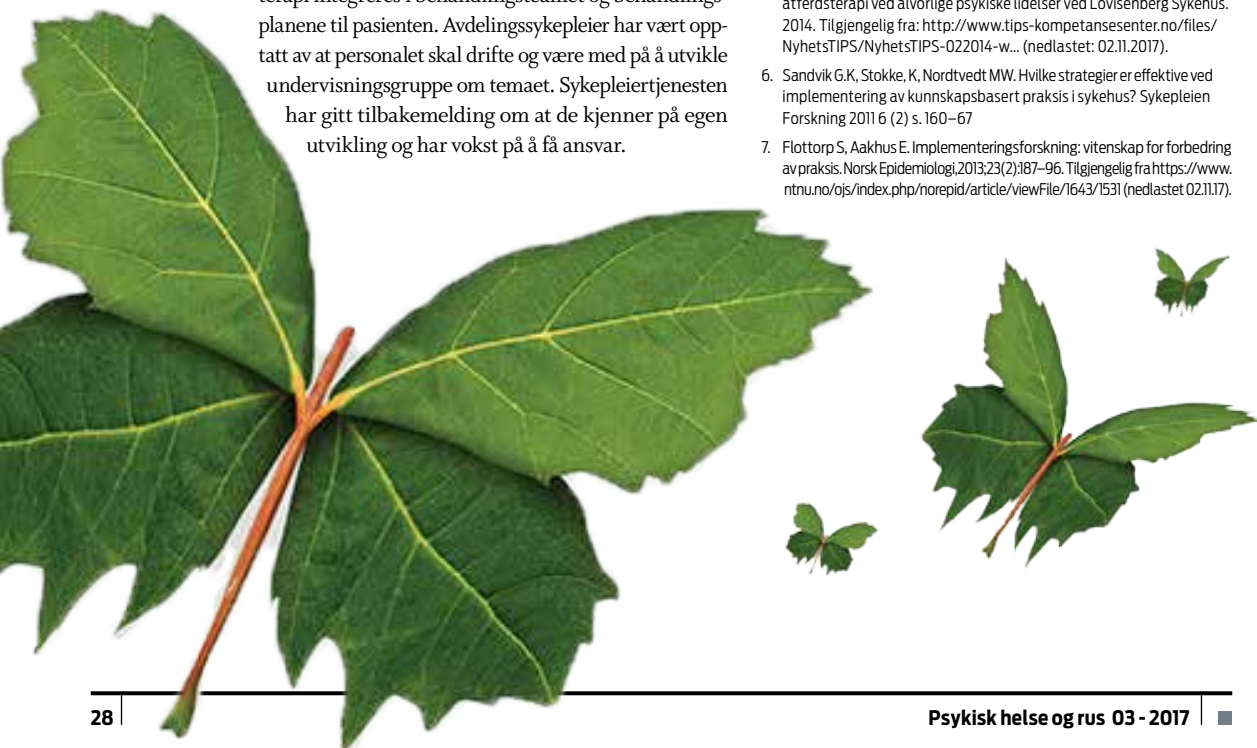 terapi integreres i behandlingsteamet og behandlings-
planene til pasienten. Avdelingssykepleier har vært opp-
tatt av at personalet skal drifte og være med på å utvikle
undervisningsgruppe om temaet. Sykepleiertjenesten
har gitt tilbakemelding om at de kjenner på egen
utvikling og har vokst på å få ansvar.
atferdsterapi ved alvorlige psykiske lidelser ved Lovisenberg Sykehus.
2014. Tilgjengelig fra: http://www.tips-kompetansesenter.no/files/
NyhetsTIPS/NyhetsTIPS-022014-w... (nedlastet: 02.11.2017).
6. Sandvik G.K, Stokke, K, Nordtvedt MW. Hvilke strategier er effektive ved
implementering av kunnskapsbasert praksis i sykehus? Sykepleien
Forskning 2011 6 (2) s. 160–67
7. Flottorp S, Aakhus E. Implementeringsforskning: vitenskap for forbedring
av praksis. Norsk Epidemiologi,2013;23(2):187–96. Tilgjengelig fra https://www.
ntnu.no/ojs/index.php/norepid/article/viewFile/1643/1531 (nedlastet 02.11.17).
28
Psykisk helse og rus 03 - 2017